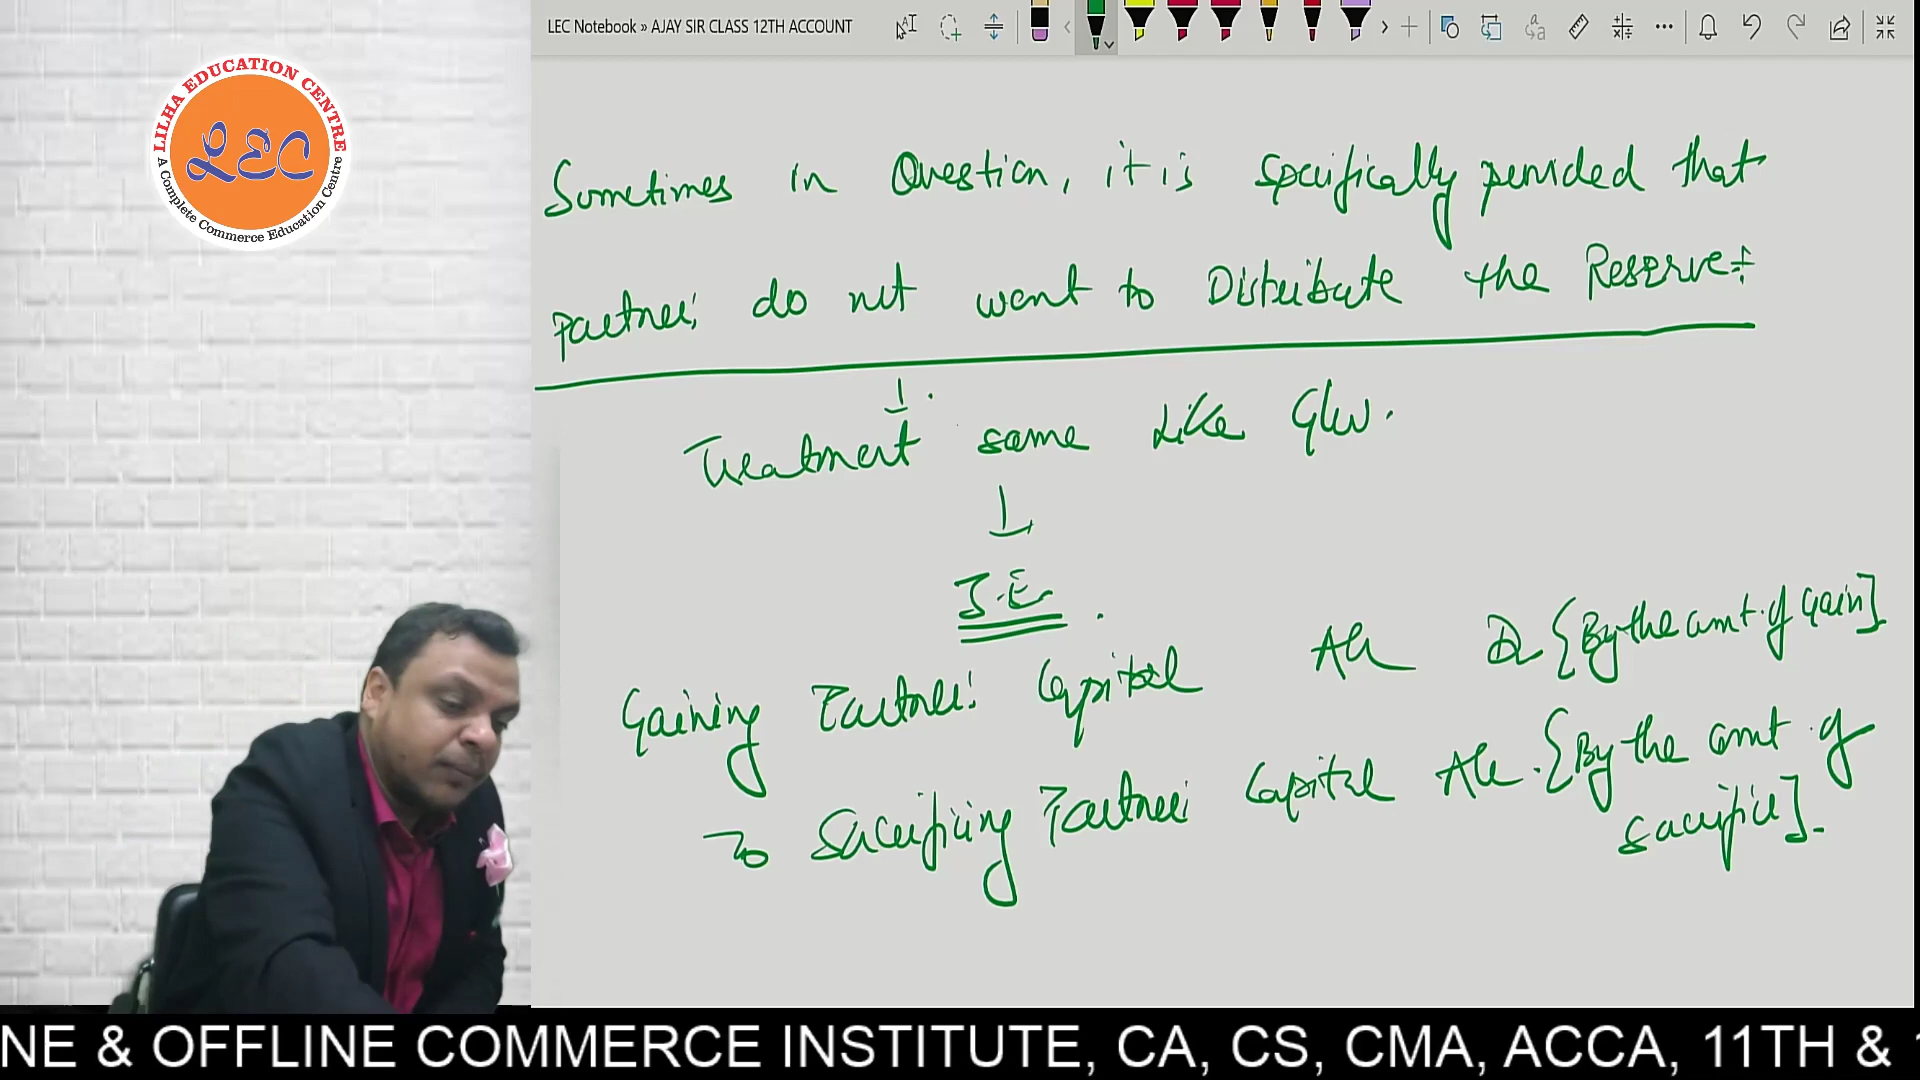 LEC Notebook » AJAY SIR CLASS 12TH ACCOUNT
LILHA EDUCATION CENTRE
LEC
A Complete Commerce Education Centre
Sometimes in Question, it is specifically provided that
partners do not want to Distribute the Reserve:
Treatment same Like G/w.
J.E.
Gaining Partners Capital A/c Dr {By the amt. of Gain}
To Sacrificing Partners Capital A/c. {By the amt. of
sacrifice}.
NE & OFFLINE COMMERCE INSTITUTE, CA, CS, CMA, ACCA, 11TH & 1